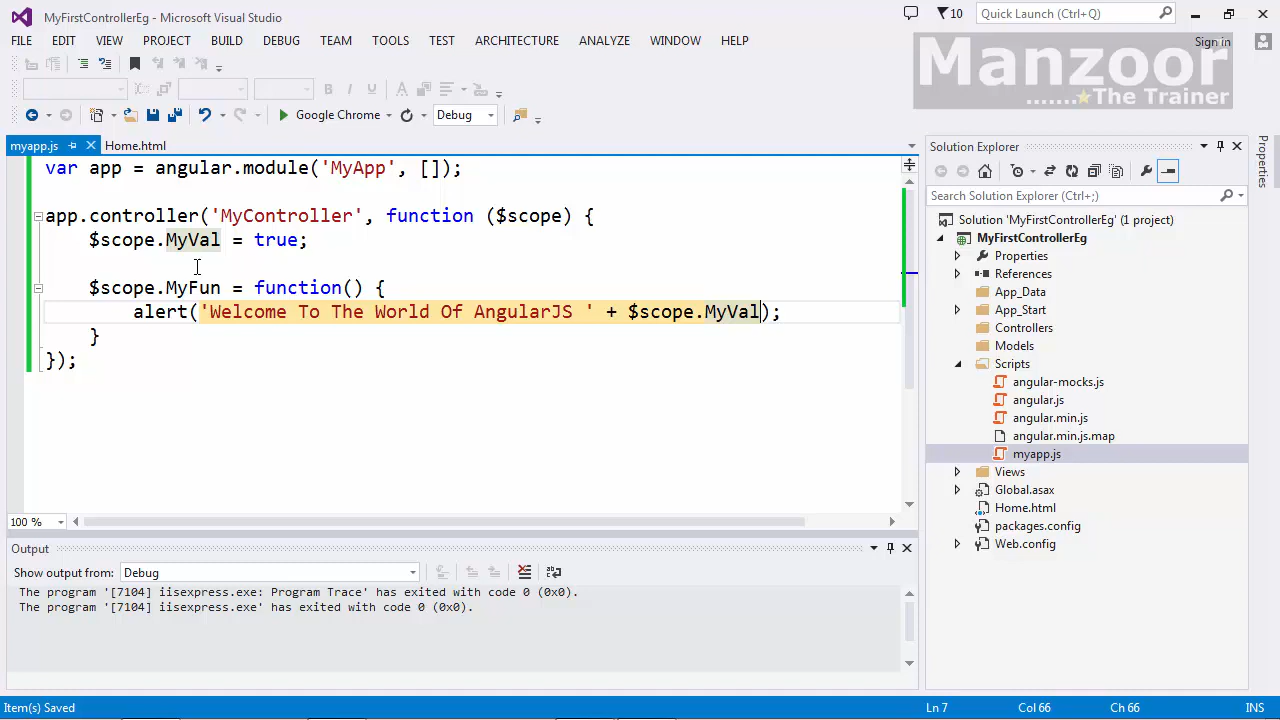 MyFirstControllerEg - Microsoft Visual Studio
10
Quick Launch (Ctrl+Q)
FILE EDIT VIEW PROJECT BUILD DEBUG TEAM TOOLS TEST ARCHITECTURE ANALYZE WINDOW HELP
Sign in
Manzoor
.......The Trainer
Google Chrome
Debug
myapp.js
Home.html
var app = angular.module('MyApp', []);
app.controller('MyController', function ($scope) {
$scope.MyVal = true;
$scope.MyFun = function() {
alert('Welcome To The World Of AngularJS ' + $scope.MyVal);
}
});
100 %
Solution Explorer
Search Solution Explorer (Ctrl+;)
Solution 'MyFirstControllerEg' (1 project)
MyFirstControllerEg
Properties
References
App_Data
App_Start
Controllers
Models
Scripts
angular-mocks.js
angular.js
angular.min.js
angular.min.js.map
myapp.js
Views
Global.asax
Home.html
packages.config
Web.config
Properties
Output
Show output from: Debug
The program '[7104] iisexpress.exe: Program Trace' has exited with code 0 (0x0).
The program '[7104] iisexpress.exe' has exited with code 0 (0x0).
Item(s) Saved
Ln 7 Col 66 Ch 66 INS